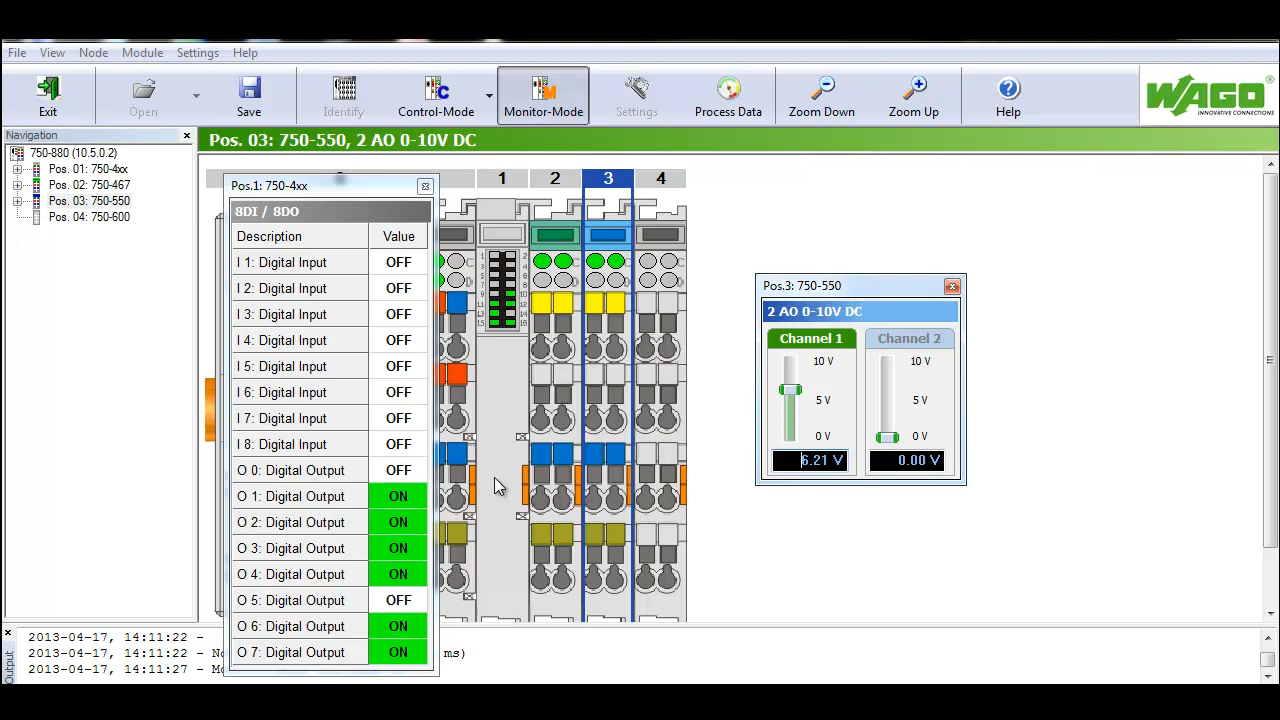 File View Node Module Settings Help
Exit Open Save Identify Control-Mode Monitor-Mode Settings Process Data Zoom Down Zoom Up Help
WAGO®
INNOVATIVE CONNECTIONS
Navigation
750-880 (10.5.0.2)
Pos. 01: 750-4xx
Pos. 02: 750-467
Pos. 03: 750-550
Pos. 04: 750-600
Pos. 03: 750-550, 2 AO 0-10V DC
1 2 3 4
Pos.1: 750-4xx
8DI / 8DO
Description Value
I 1: Digital Input OFF
I 2: Digital Input OFF
I 3: Digital Input OFF
I 4: Digital Input OFF
I 5: Digital Input OFF
I 6: Digital Input OFF
I 7: Digital Input OFF
I 8: Digital Input OFF
O 0: Digital Output OFF
O 1: Digital Output ON
O 2: Digital Output ON
O 3: Digital Output ON
O 4: Digital Output ON
O 5: Digital Output OFF
O 6: Digital Output ON
O 7: Digital Output ON
Pos.3: 750-550
2 AO 0-10V DC
Channel 1 Channel 2
10 V 10 V
5 V 5 V
0 V 0 V
6.21 V 0.00 V
Output
2013-04-17, 14:11:22 -
2013-04-17, 14:11:22 - No ms)
2013-04-17, 14:11:27 - Mo